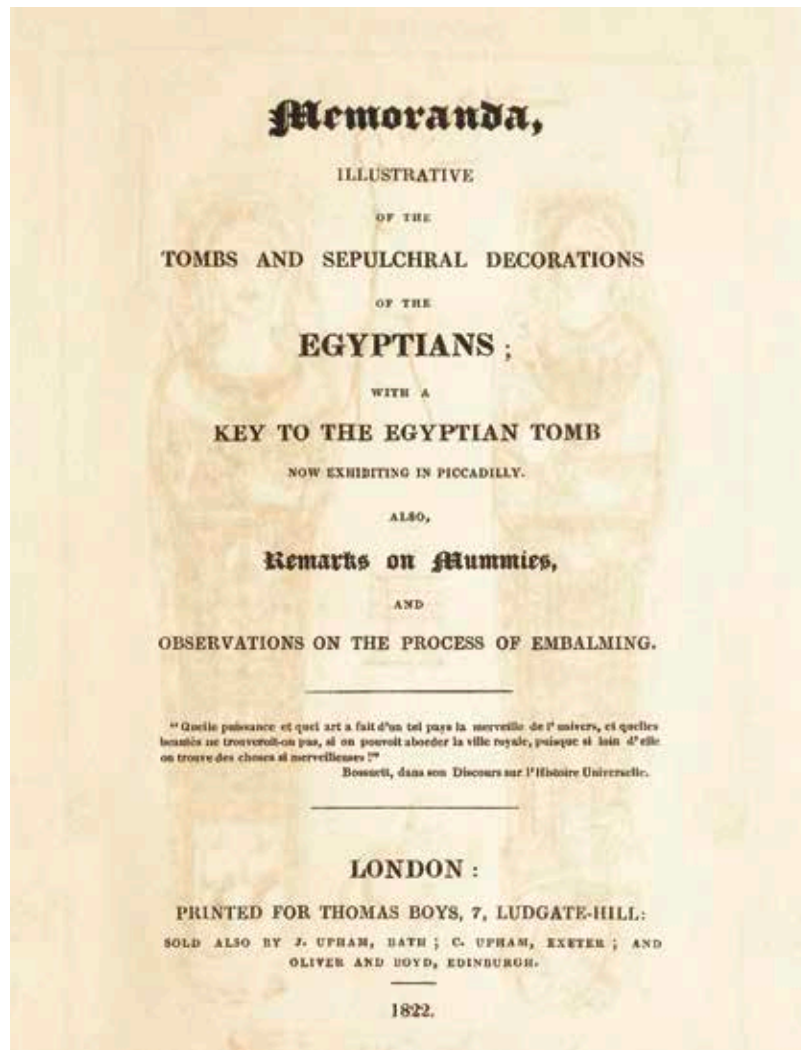 Memoranda,
ILLUSTRATIVE
OF THE
TOMBS AND SEPULCHRAL DECORATIONS
OF THE
EGYPTIANS;
WITH A
KEY TO THE EGYPTIAN TOMB
NOW EXHIBITING IN PICCADILLY.
ALSO,
Remarks on Mummies,
AND
OBSERVATIONS ON THE PROCESS OF EMBALMING.
"Quelle puissance et quel art a fait d'un tel pays la merveille de l'univers, et quelles
beautés ne trouveroit-on pas, si on pouvoit aborder la ville royale, puisque si loin d'elle
on trouve des choses si merveilleuses!"
Bossuett, dans son Discours sur l'Histoire Universelle.
LONDON:
PRINTED FOR THOMAS BOYS, 7, LUDGATE-HILL:
SOLD ALSO BY J. UPHAM, BATH; C. UPHAM, EXETER; AND
OLIVER AND BOYD, EDINBURGH.
1822.